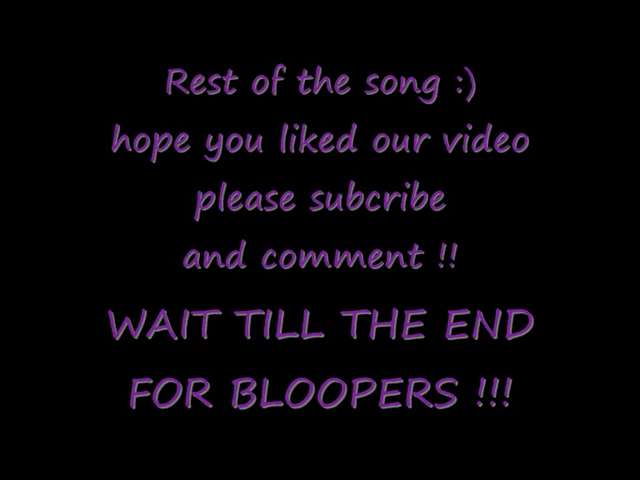 Rest of the song :)
hope you liked our video
please subcribe
and comment !!
WAIT TILL THE END
FOR BLOOPERS !!!